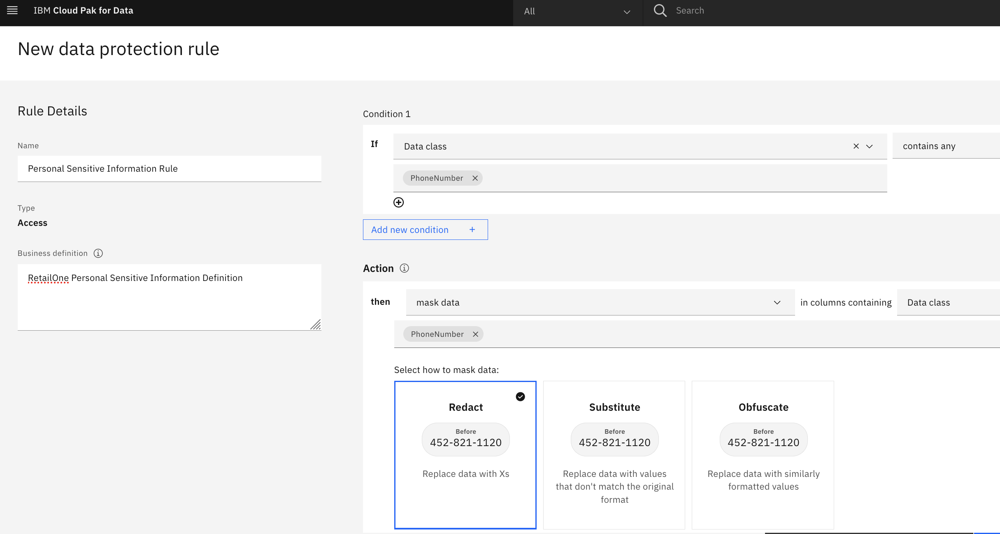 IBM Cloud Pak for Data
All
Search
New data protection rule
Rule Details
Name
Personal Sensitive Information Rule
Type
Access
Business definition
RetailOne Personal Sensitive Information Definition
Condition 1
If
Data class
contains any
PhoneNumber
Add new condition +
Action
then
mask data
in columns containing
Data class
PhoneNumber
Select how to mask data:
Redact
Before
452-821-1120
Replace data with Xs
Substitute
Before
452-821-1120
Replace data with values
that don't match the original
format
Obfuscate
Before
452-821-1120
Replace data with similarly
formatted values